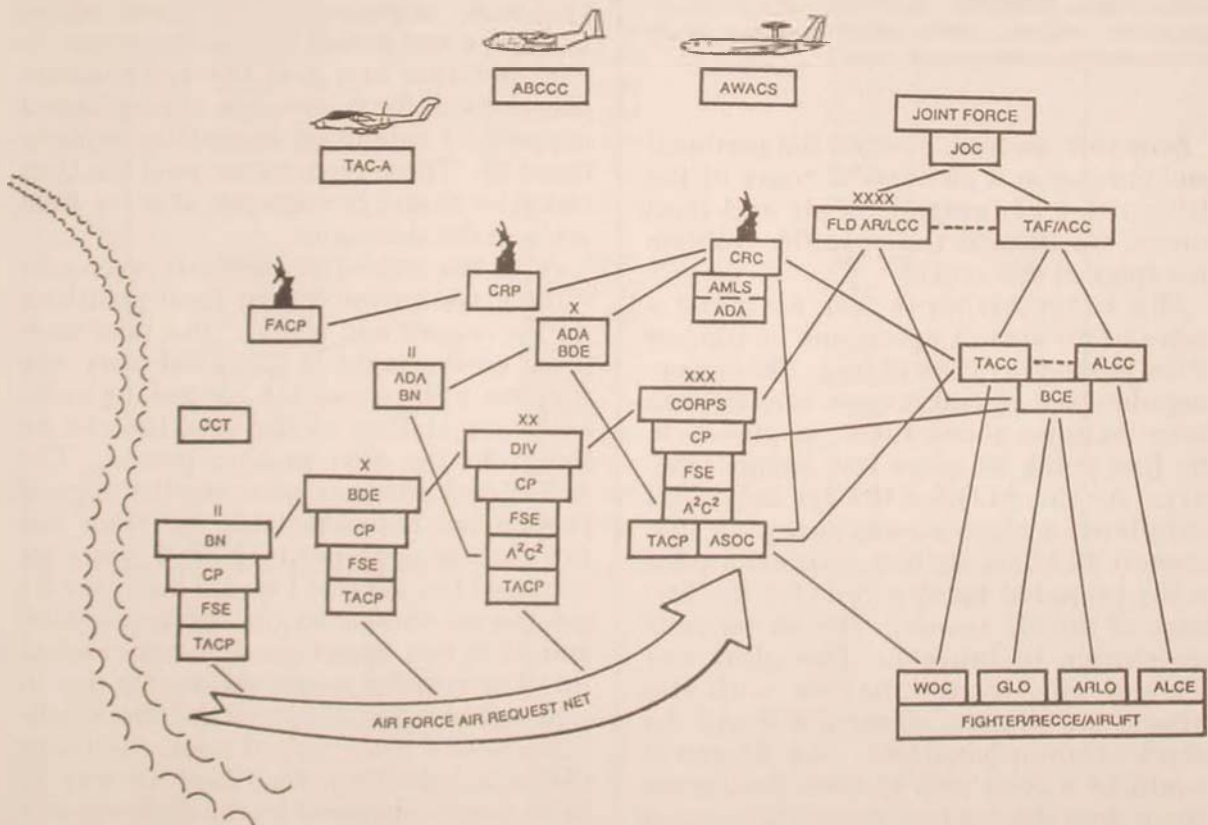 ABCCC
AWACS
TAC-A
JOINT FORCE
JOC
XXXX
FLD AR/LCC
TAF/ACC
CRC
AMLS
ADA
CRP
FACP
X
ADA
BDE
II
ADA
BN
TACC
ALCC
BCE
XXX
CORPS
CP
FSE
A²C²
TACP
ASOC
XX
DIV
CP
FSE
A²C²
TACP
CCT
X
BDE
CP
FSE
TACP
II
BN
CP
FSE
TACP
AIR FORCE AIR REQUEST NET
WOC
GLO
ARLO
ALCE
FIGHTER/RECCE/AIRLIFT